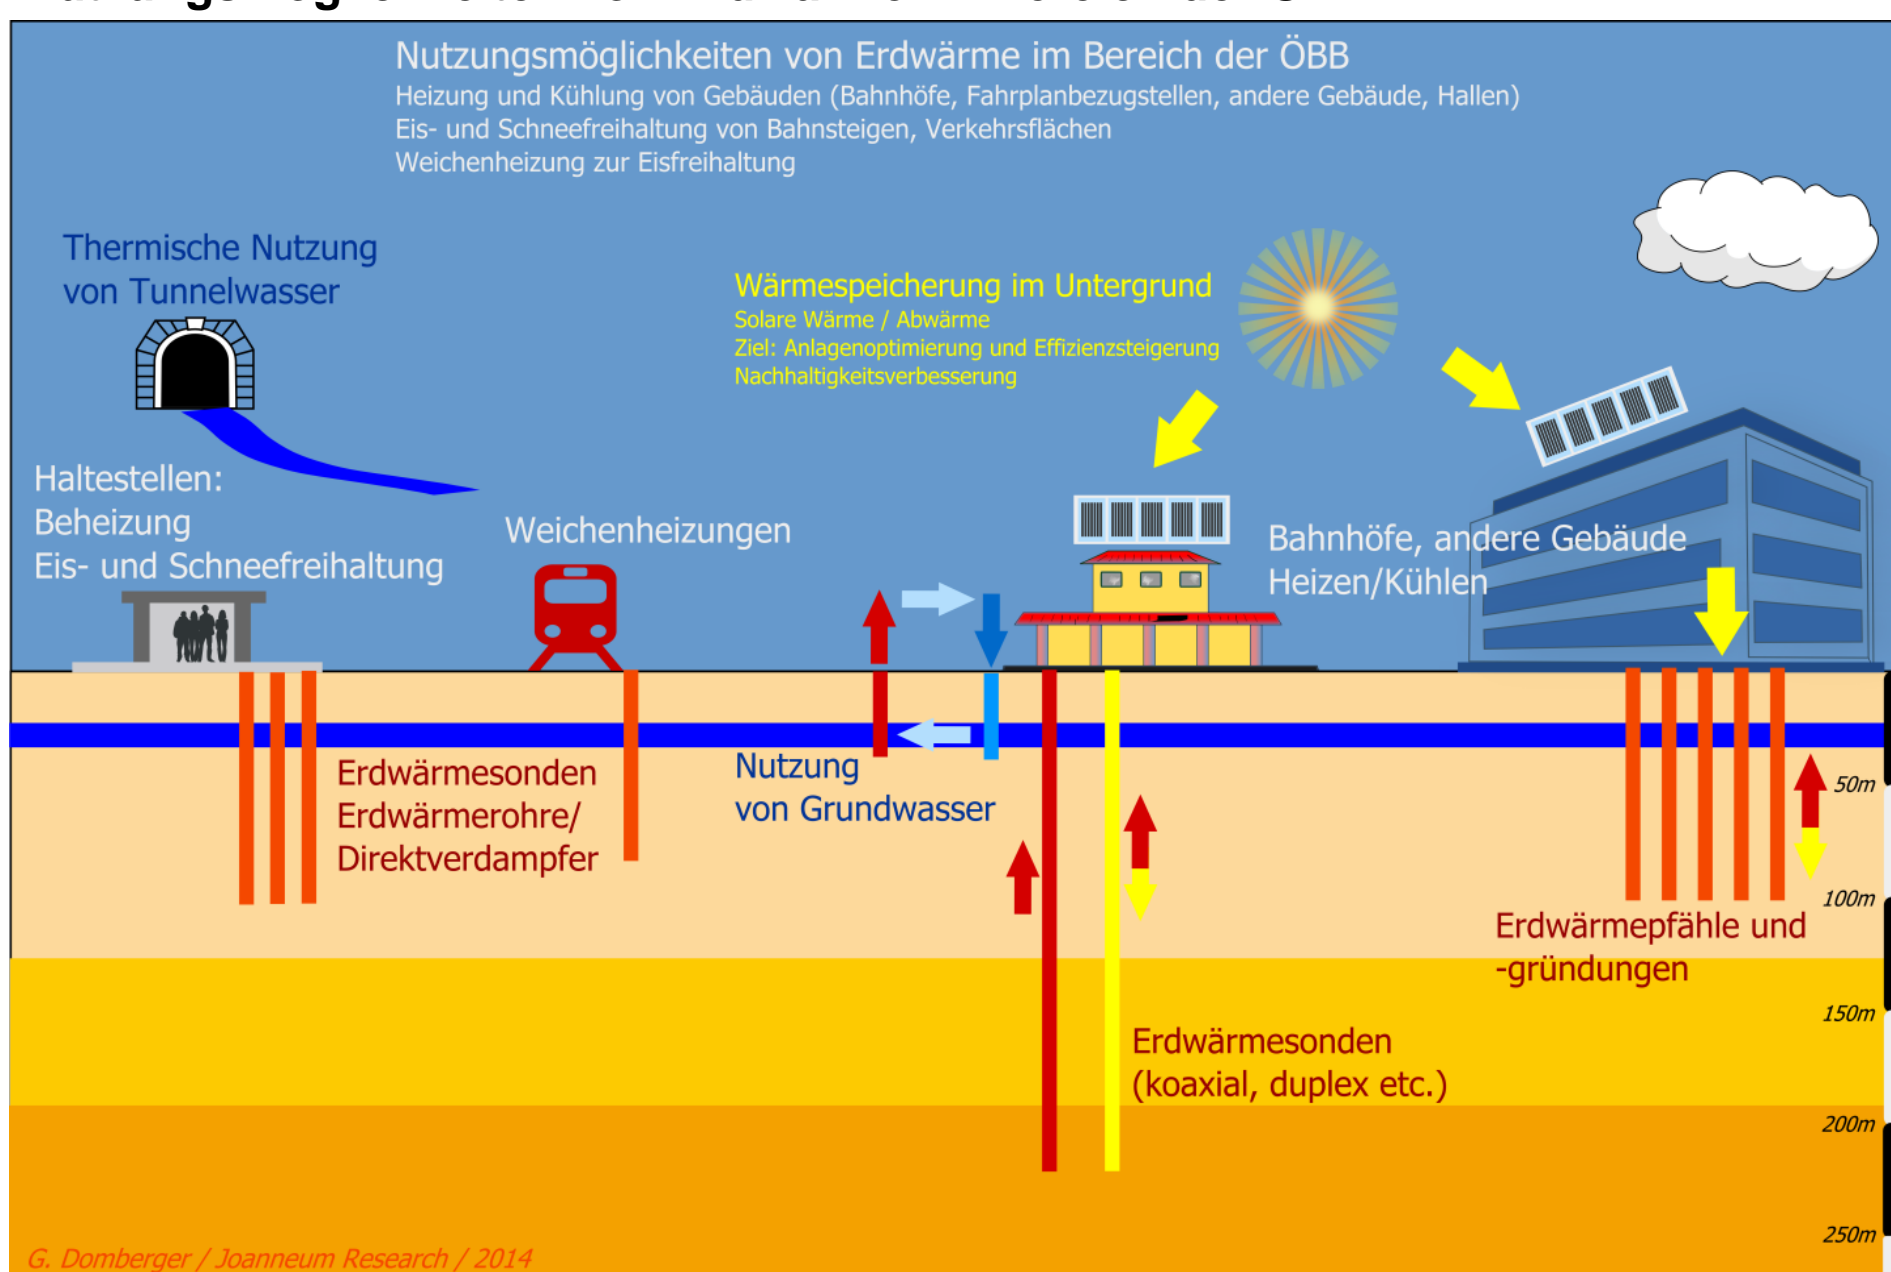 Nutzungsmöglichkeiten von Erdwärme im Bereich der ÖBB
Heizung und Kühlung von Gebäuden (Bahnhöfe, Fahrplanbezugstellen, andere Gebäude, Hallen)
Eis- und Schneefreihaltung von Bahnsteigen, Verkehrsflächen
Weichenheizung zur Eisfreihaltung
Thermische Nutzung
von Tunnelwasser
Wärmespeicherung im Untergrund
Solare Wärme / Abwärme
Ziel: Anlagenoptimierung und Effizienzsteigerung
Nachhaltigkeitsverbesserung
Haltestellen:
Beheizung
Eis- und Schneefreihaltung
Weichenheizungen
Bahnhöfe, andere Gebäude
Heizen/Kühlen
Erdwärmesonden
Erdwärmerohre/
Direktverdampfer
Nutzung
von Grundwasser
50m
100m
Erdwärmepfähle und
-gründungen
150m
Erdwärmesonden
(koaxial, duplex etc.)
200m
250m
G. Domberger / Joanneum Research / 2014